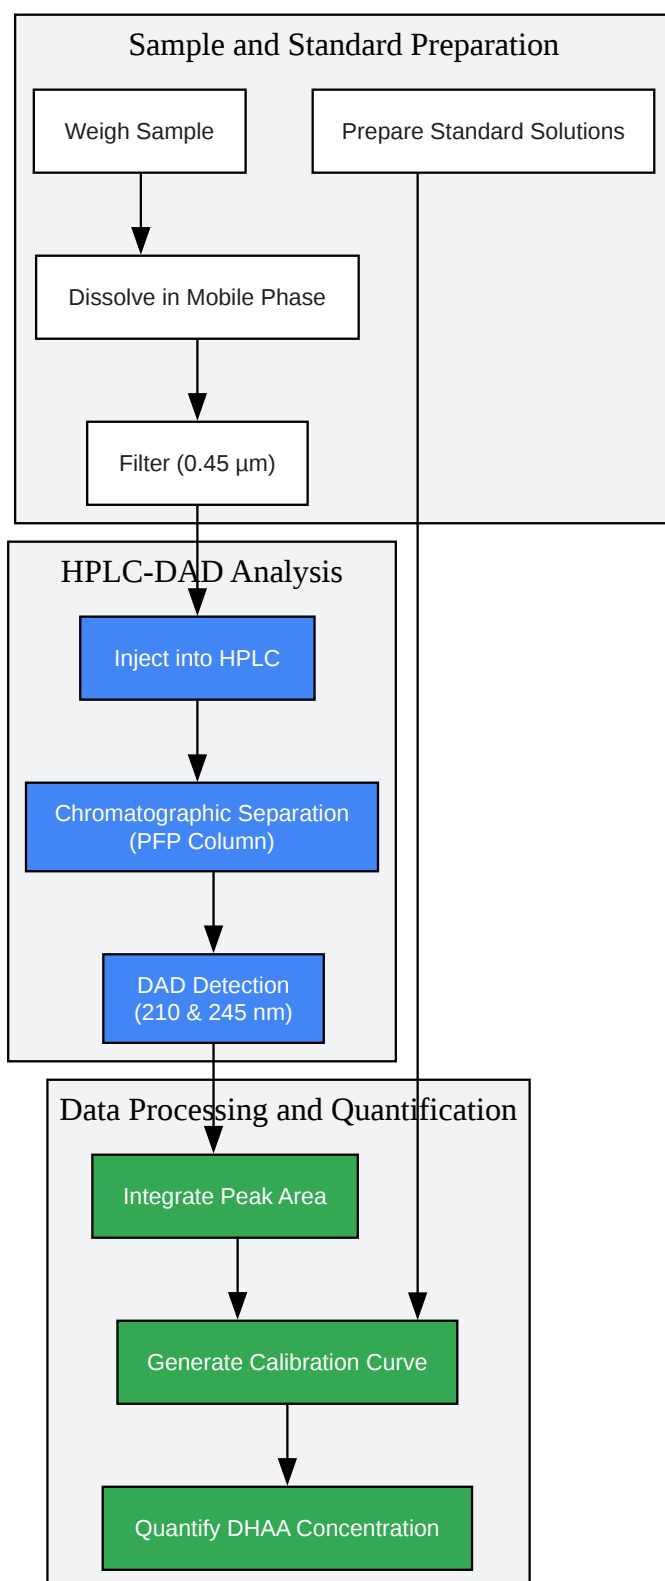 Sample and Standard Preparation
Weigh Sample
Prepare Standard Solutions
Dissolve in Mobile Phase
Filter (0.45 µm)
HPLC-DAD Analysis
Inject into HPLC
Chromatographic Separation
(PFP Column)
DAD Detection
(210 & 245 nm)
Data Processing and Quantification
Integrate Peak Area
Generate Calibration Curve
Quantify DHAA Concentration